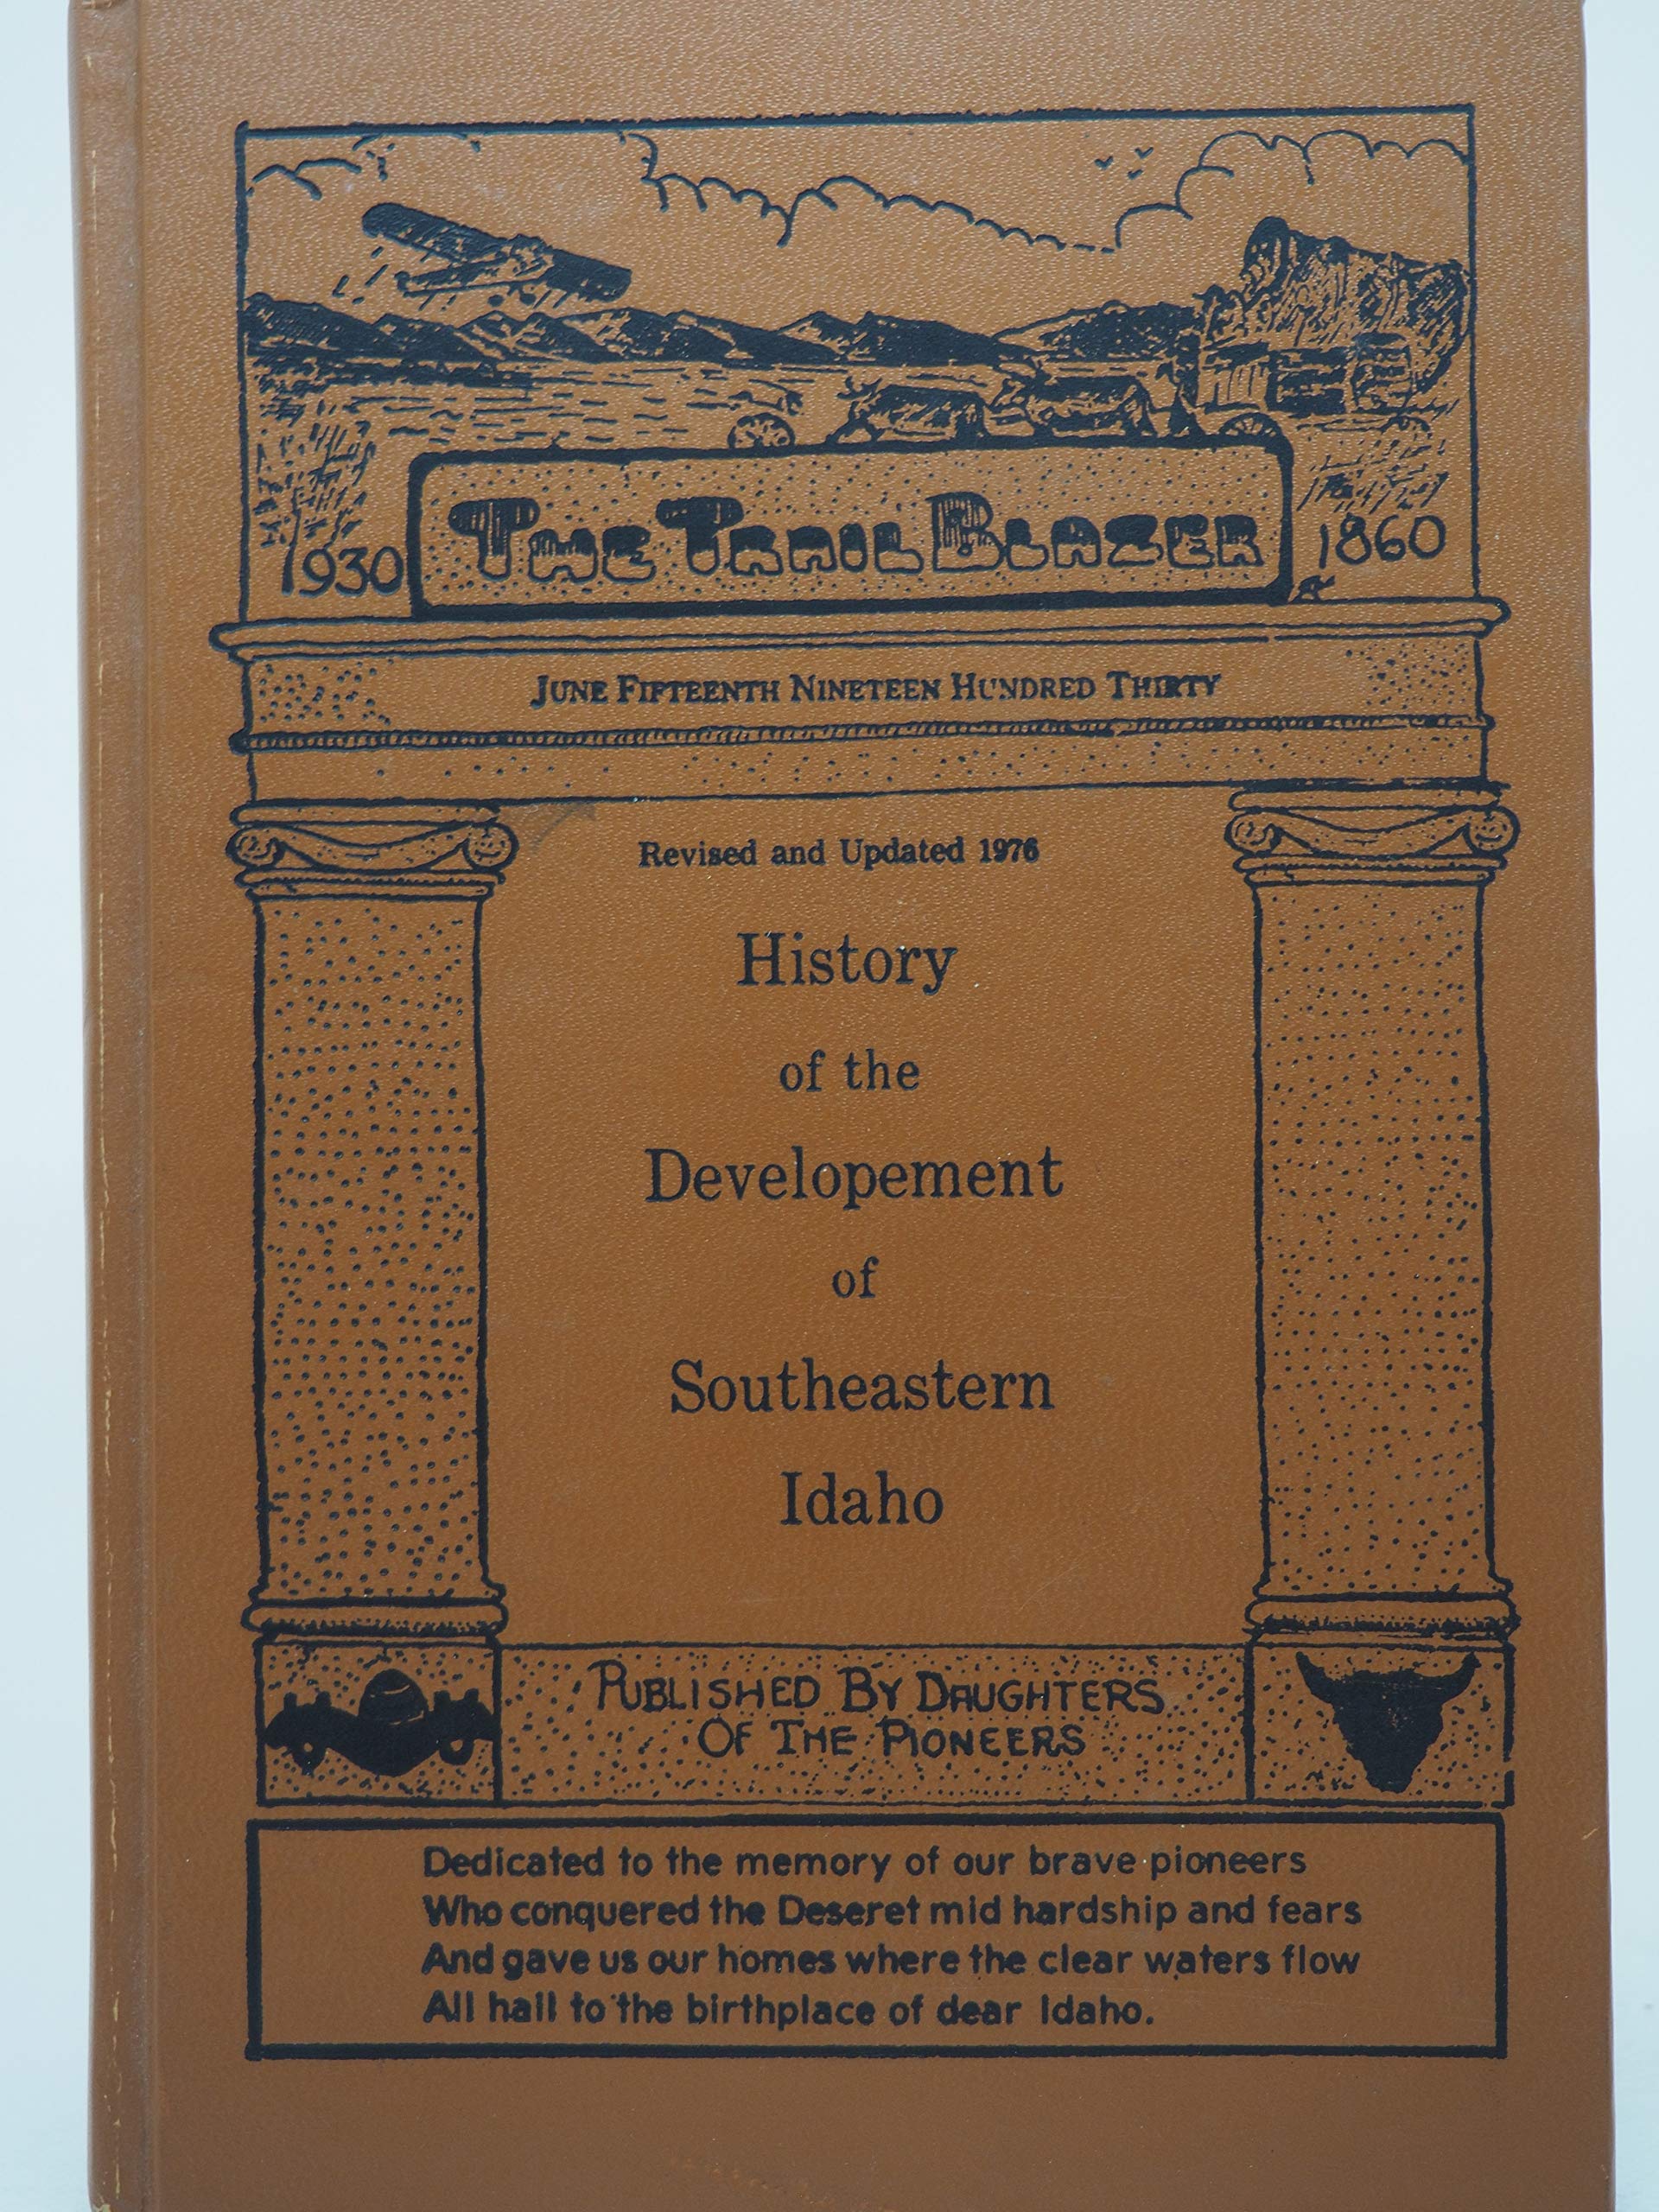 1930 THE TRAIL BLAZER 1860
JUNE FIFTEENTH NINETEEN HUNDRED THIRTY
Revised and Updated 1976
History
of the
Developement
of
Southeastern
Idaho
PUBLISHED BY DAUGHTERS
OF THE PIONEERS
Dedicated to the memory of our brave pioneers
Who conquered the Deseret mid hardship and fears
And gave us our homes where the clear waters flow
All hail to the birthplace of dear Idaho.